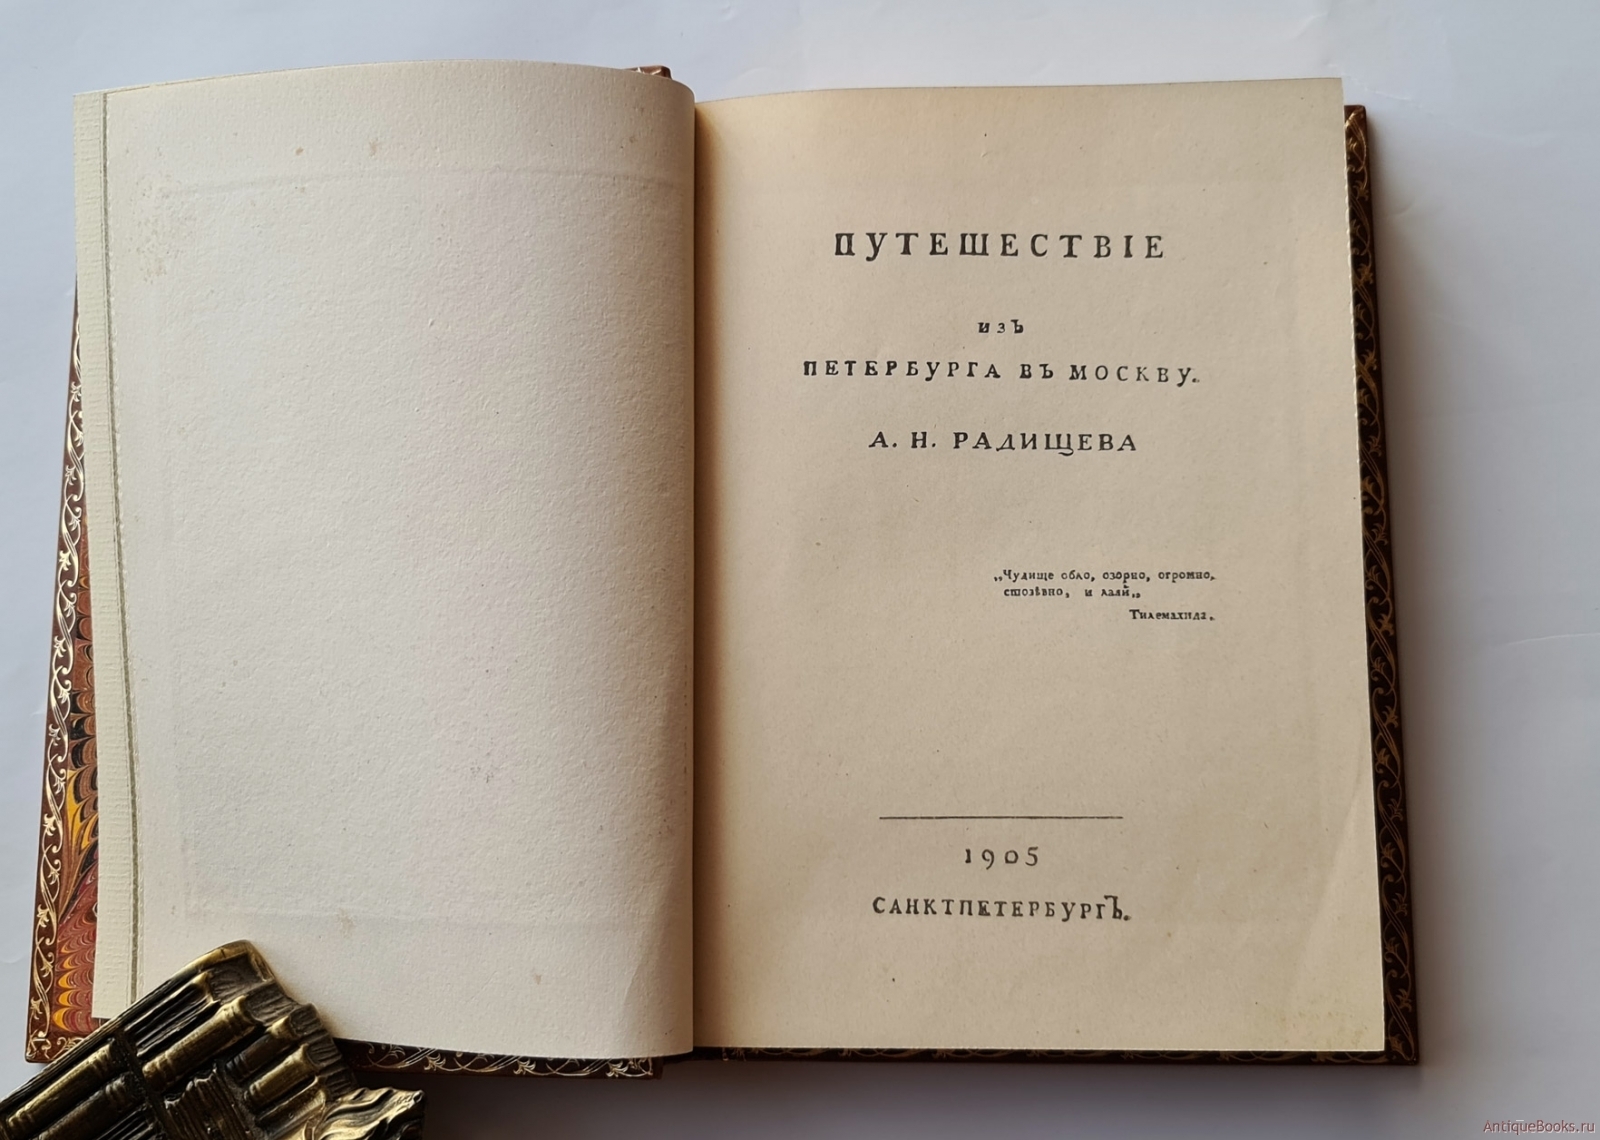 ПУТЕШЕСТВІЕ
изъ
ПЕТЕРБУРГА ВЪ МОСКВУ.
А. Н. РАДИЩЕВА
„Чудище обло, озорно, огромно,
стозѣвно, и лаяй„
Тилемахида.
1905
САНКТПЕТЕРБУРГЪ.
AntiqueBooks.ru